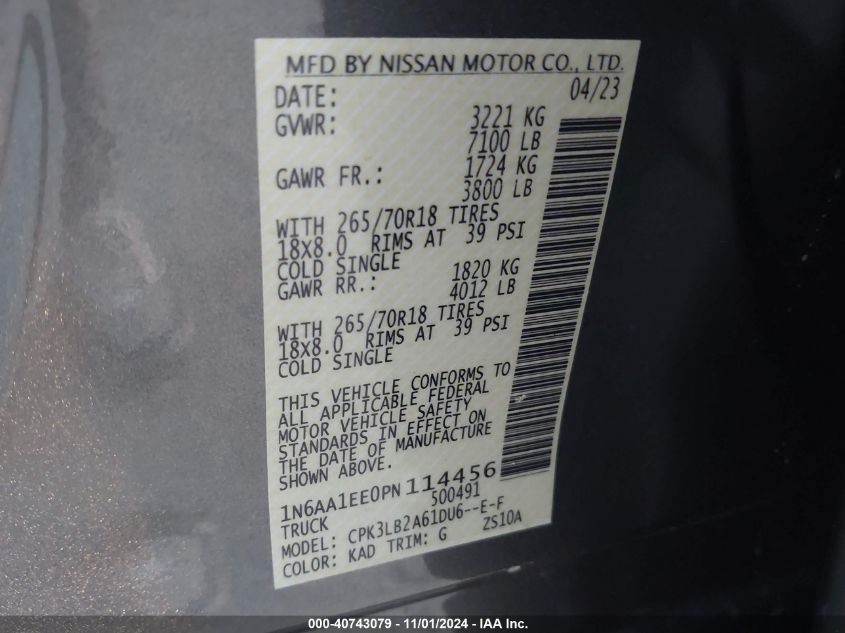 MFD BY NISSAN MOTOR CO., LTD.
DATE: 04/23
GVWR: 3221 KG
7100 LB
GAWR FR.: 1724 KG
3800 LB
WITH 265/70R18 TIRES
18X8.0 RIMS AT 39 PSI
COLD SINGLE
GAWR RR.: 1820 KG
4012 LB
WITH 265/70R18 TIRES
18X8.0 RIMS AT 39 PSI
COLD SINGLE
THIS VEHICLE CONFORMS TO
ALL APPLICABLE FEDERAL
MOTOR VEHICLE SAFETY
STANDARDS IN EFFECT ON
THE DATE OF MANUFACTURE
SHOWN ABOVE.
1N6AA1EE0PN114456
TRUCK 500491
MODEL: CPK3LB2A61DU6--E-F
COLOR: KAD TRIM: G ZS10A
000-40743079 - 11/01/2024 - IAA Inc.